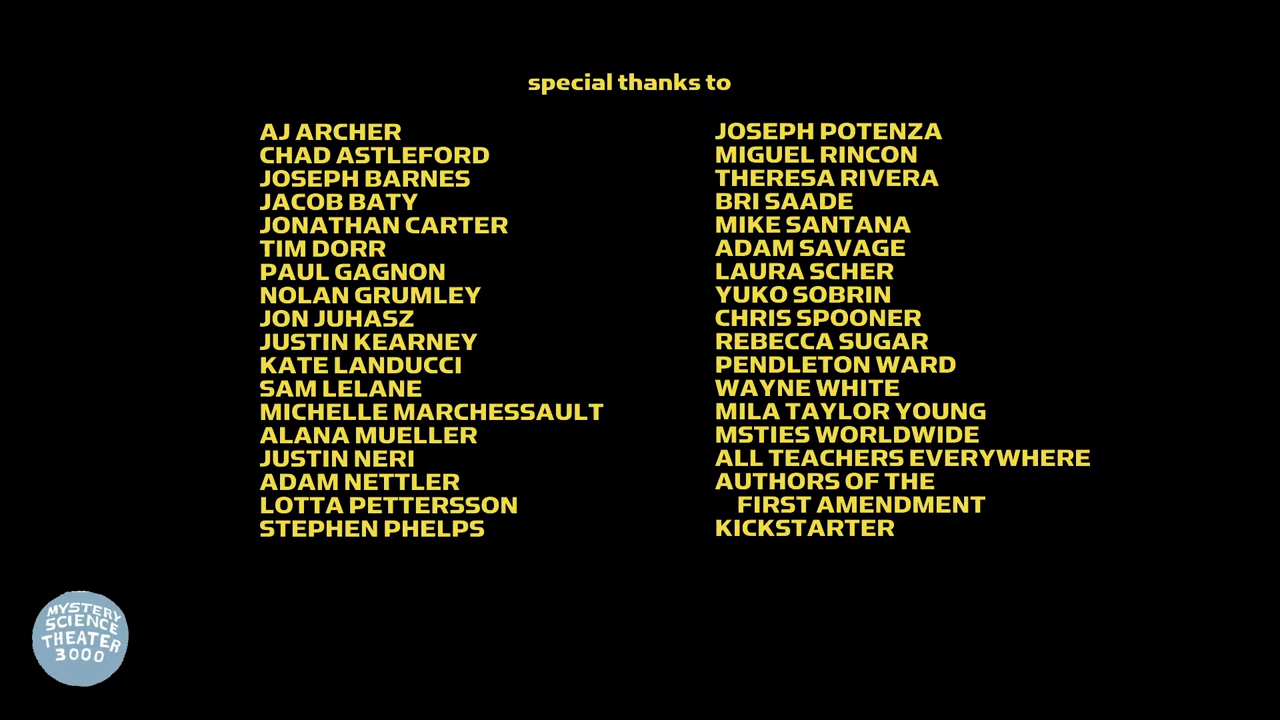 special thanks to
AJ ARCHER
CHAD ASTLEFORD
JOSEPH BARNES
JACOB BATY
JONATHAN CARTER
TIM DORR
PAUL GAGNON
NOLAN GRUMLEY
JON JUHASZ
JUSTIN KEARNEY
KATE LANDUCCI
SAM LELANE
MICHELLE MARCHESSAULT
ALANA MUELLER
JUSTIN NERI
ADAM NETTLER
LOTTA PETTERSSON
STEPHEN PHELPS
JOSEPH POTENZA
MIGUEL RINCON
THERESA RIVERA
BRI SAADE
MIKE SANTANA
ADAM SAVAGE
LAURA SCHER
YUKO SOBRIN
CHRIS SPOONER
REBECCA SUGAR
PENDLETON WARD
WAYNE WHITE
MILA TAYLOR YOUNG
MSTIES WORLDWIDE
ALL TEACHERS EVERYWHERE
AUTHORS OF THE
FIRST AMENDMENT
KICKSTARTER
MYSTERY
SCIENCE
THEATER
3000